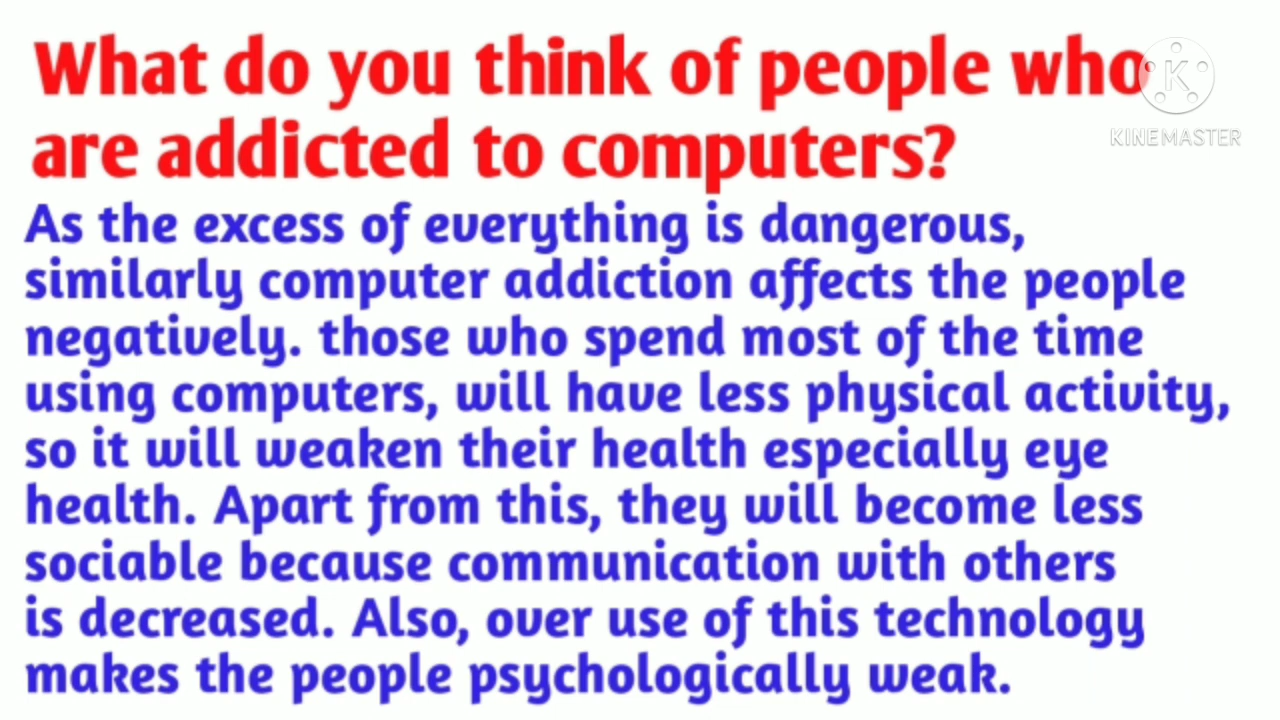 What do you think of people who
are addicted to computers?
K
KINEMASTER
As the excess of everything is dangerous,
similarly computer addiction affects the people
negatively. those who spend most of the time
using computers, will have less physical activity,
so it will weaken their health especially eye
health. Apart from this, they will become less
sociable because communication with others
is decreased. Also, over use of this technology
makes the people psychologically weak.